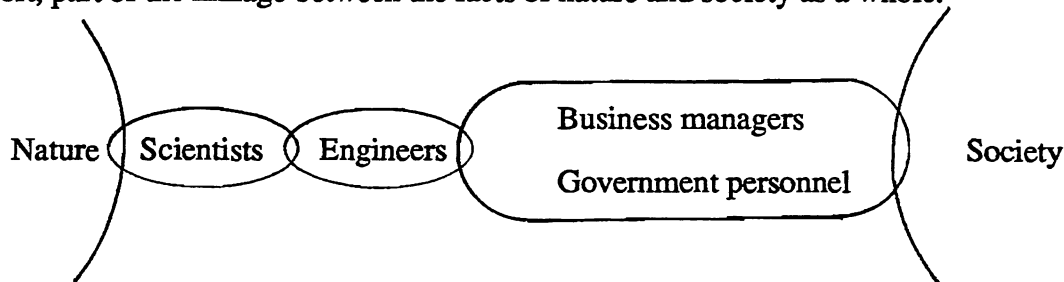 part of the linkage between the facts of nature and society as a whole.
Business managers
Nature Scientists Engineers Society
Government personnel